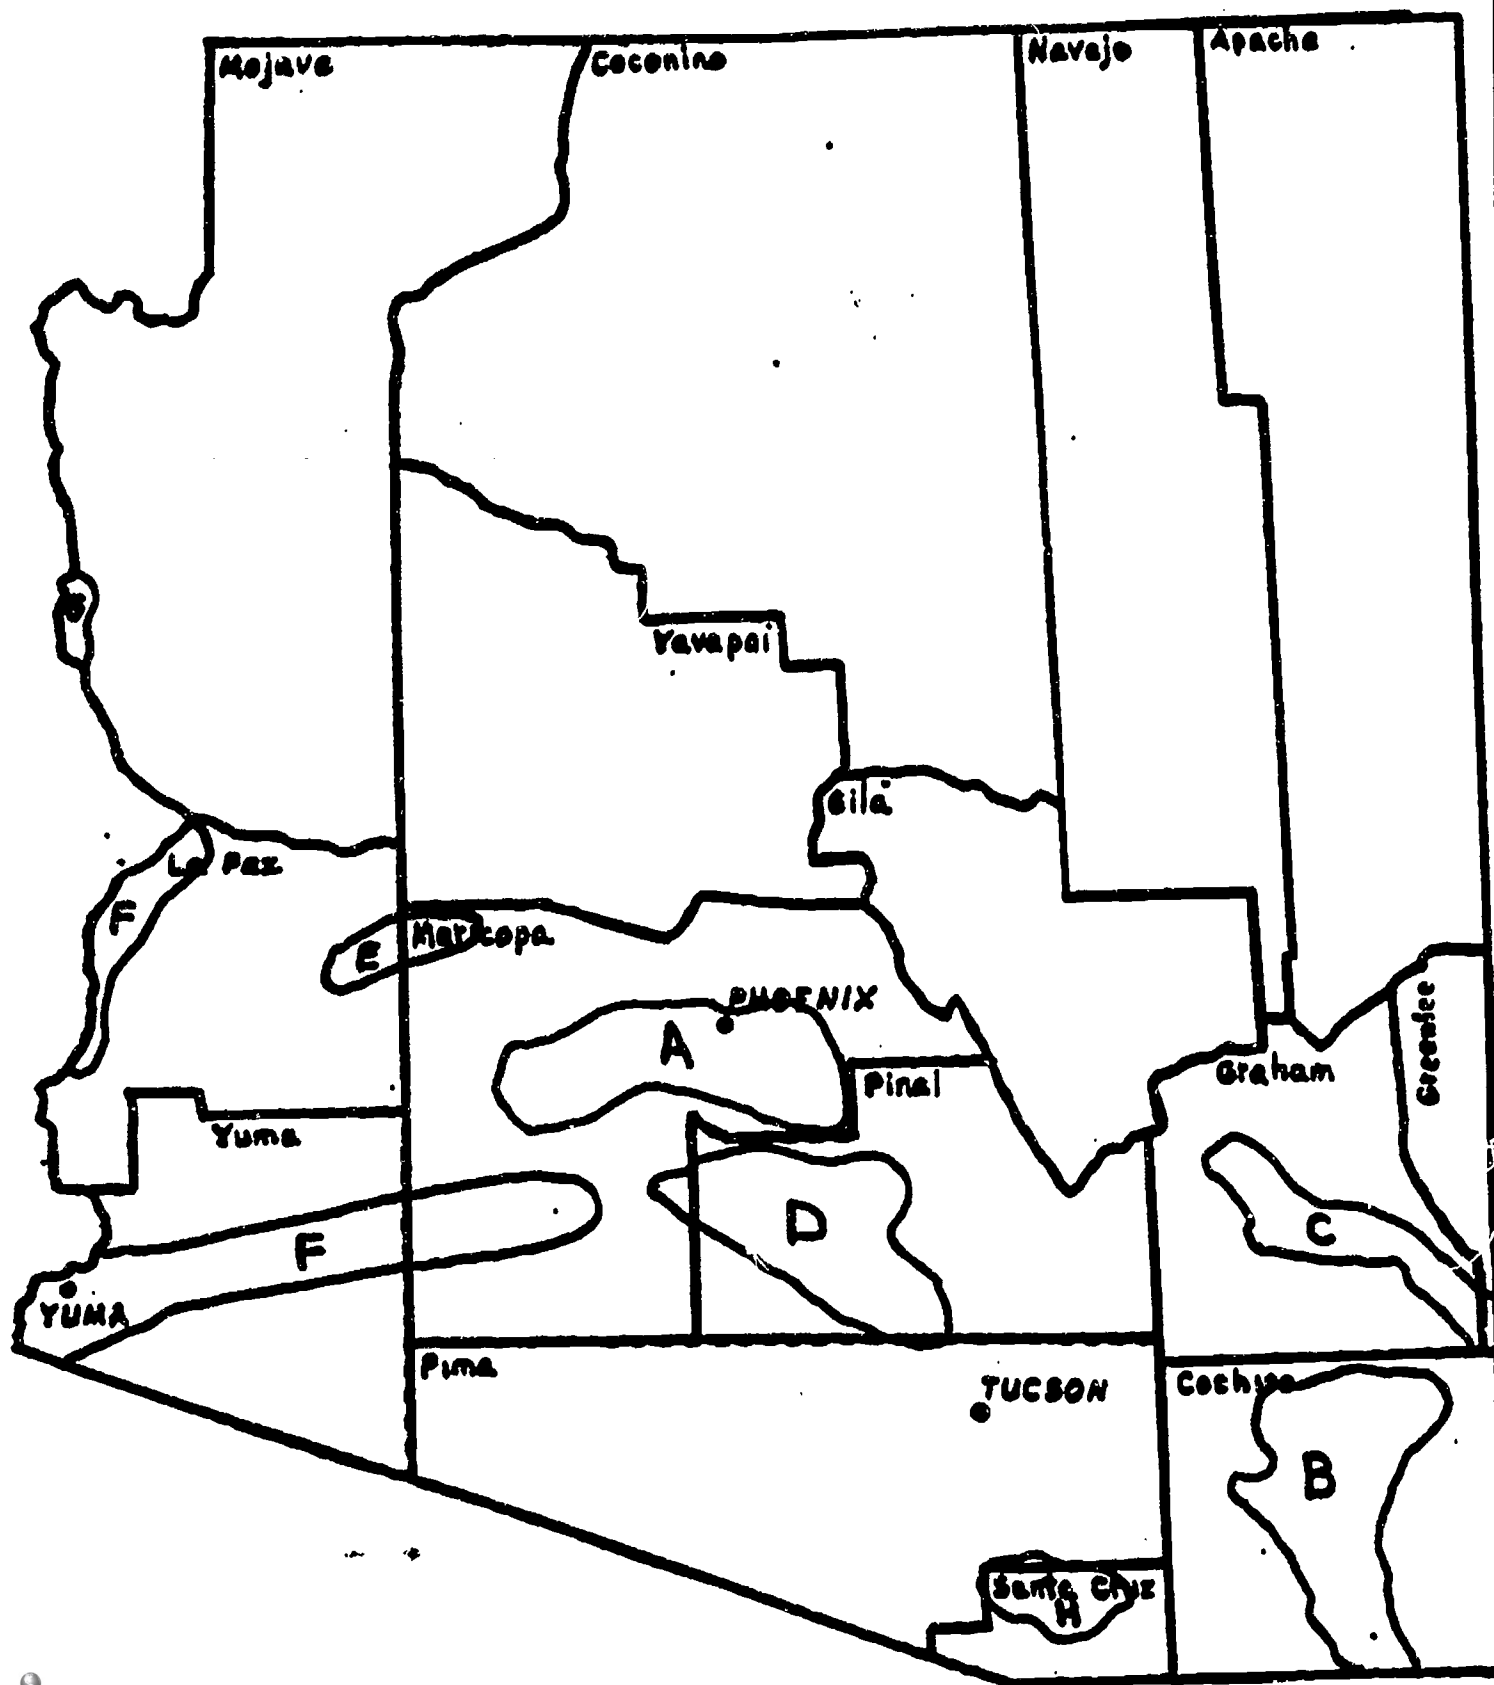 Mojave
Coconino
Navajo
Apache
Yavapai
Gila
La Paz
F
E
Maricopa
PHOENIX
A
Pinal
Graham
Greenlee
Yuma
D
C
F
YUMA
Pima
TUCSON
Cochise
B
Santa Cruz
H